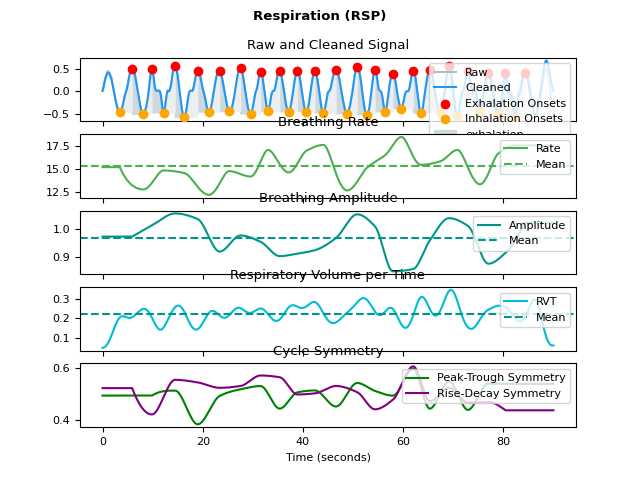 Respiration (RSP)
Raw and Cleaned Signal
0.5
0.0
−0.5
Raw
Cleaned
Exhalation Onsets
Inhalation Onsets
exhalation
Breathing Rate
17.5
15.0
12.5
Rate
Mean
Breathing Amplitude
1.0
0.9
Amplitude
Mean
Respiratory Volume per Time
0.3
0.2
0.1
RVT
Mean
Cycle Symmetry
0.6
0.4
Peak-Trough Symmetry
Rise-Decay Symmetry
0 20 40 60 80
Time (seconds)